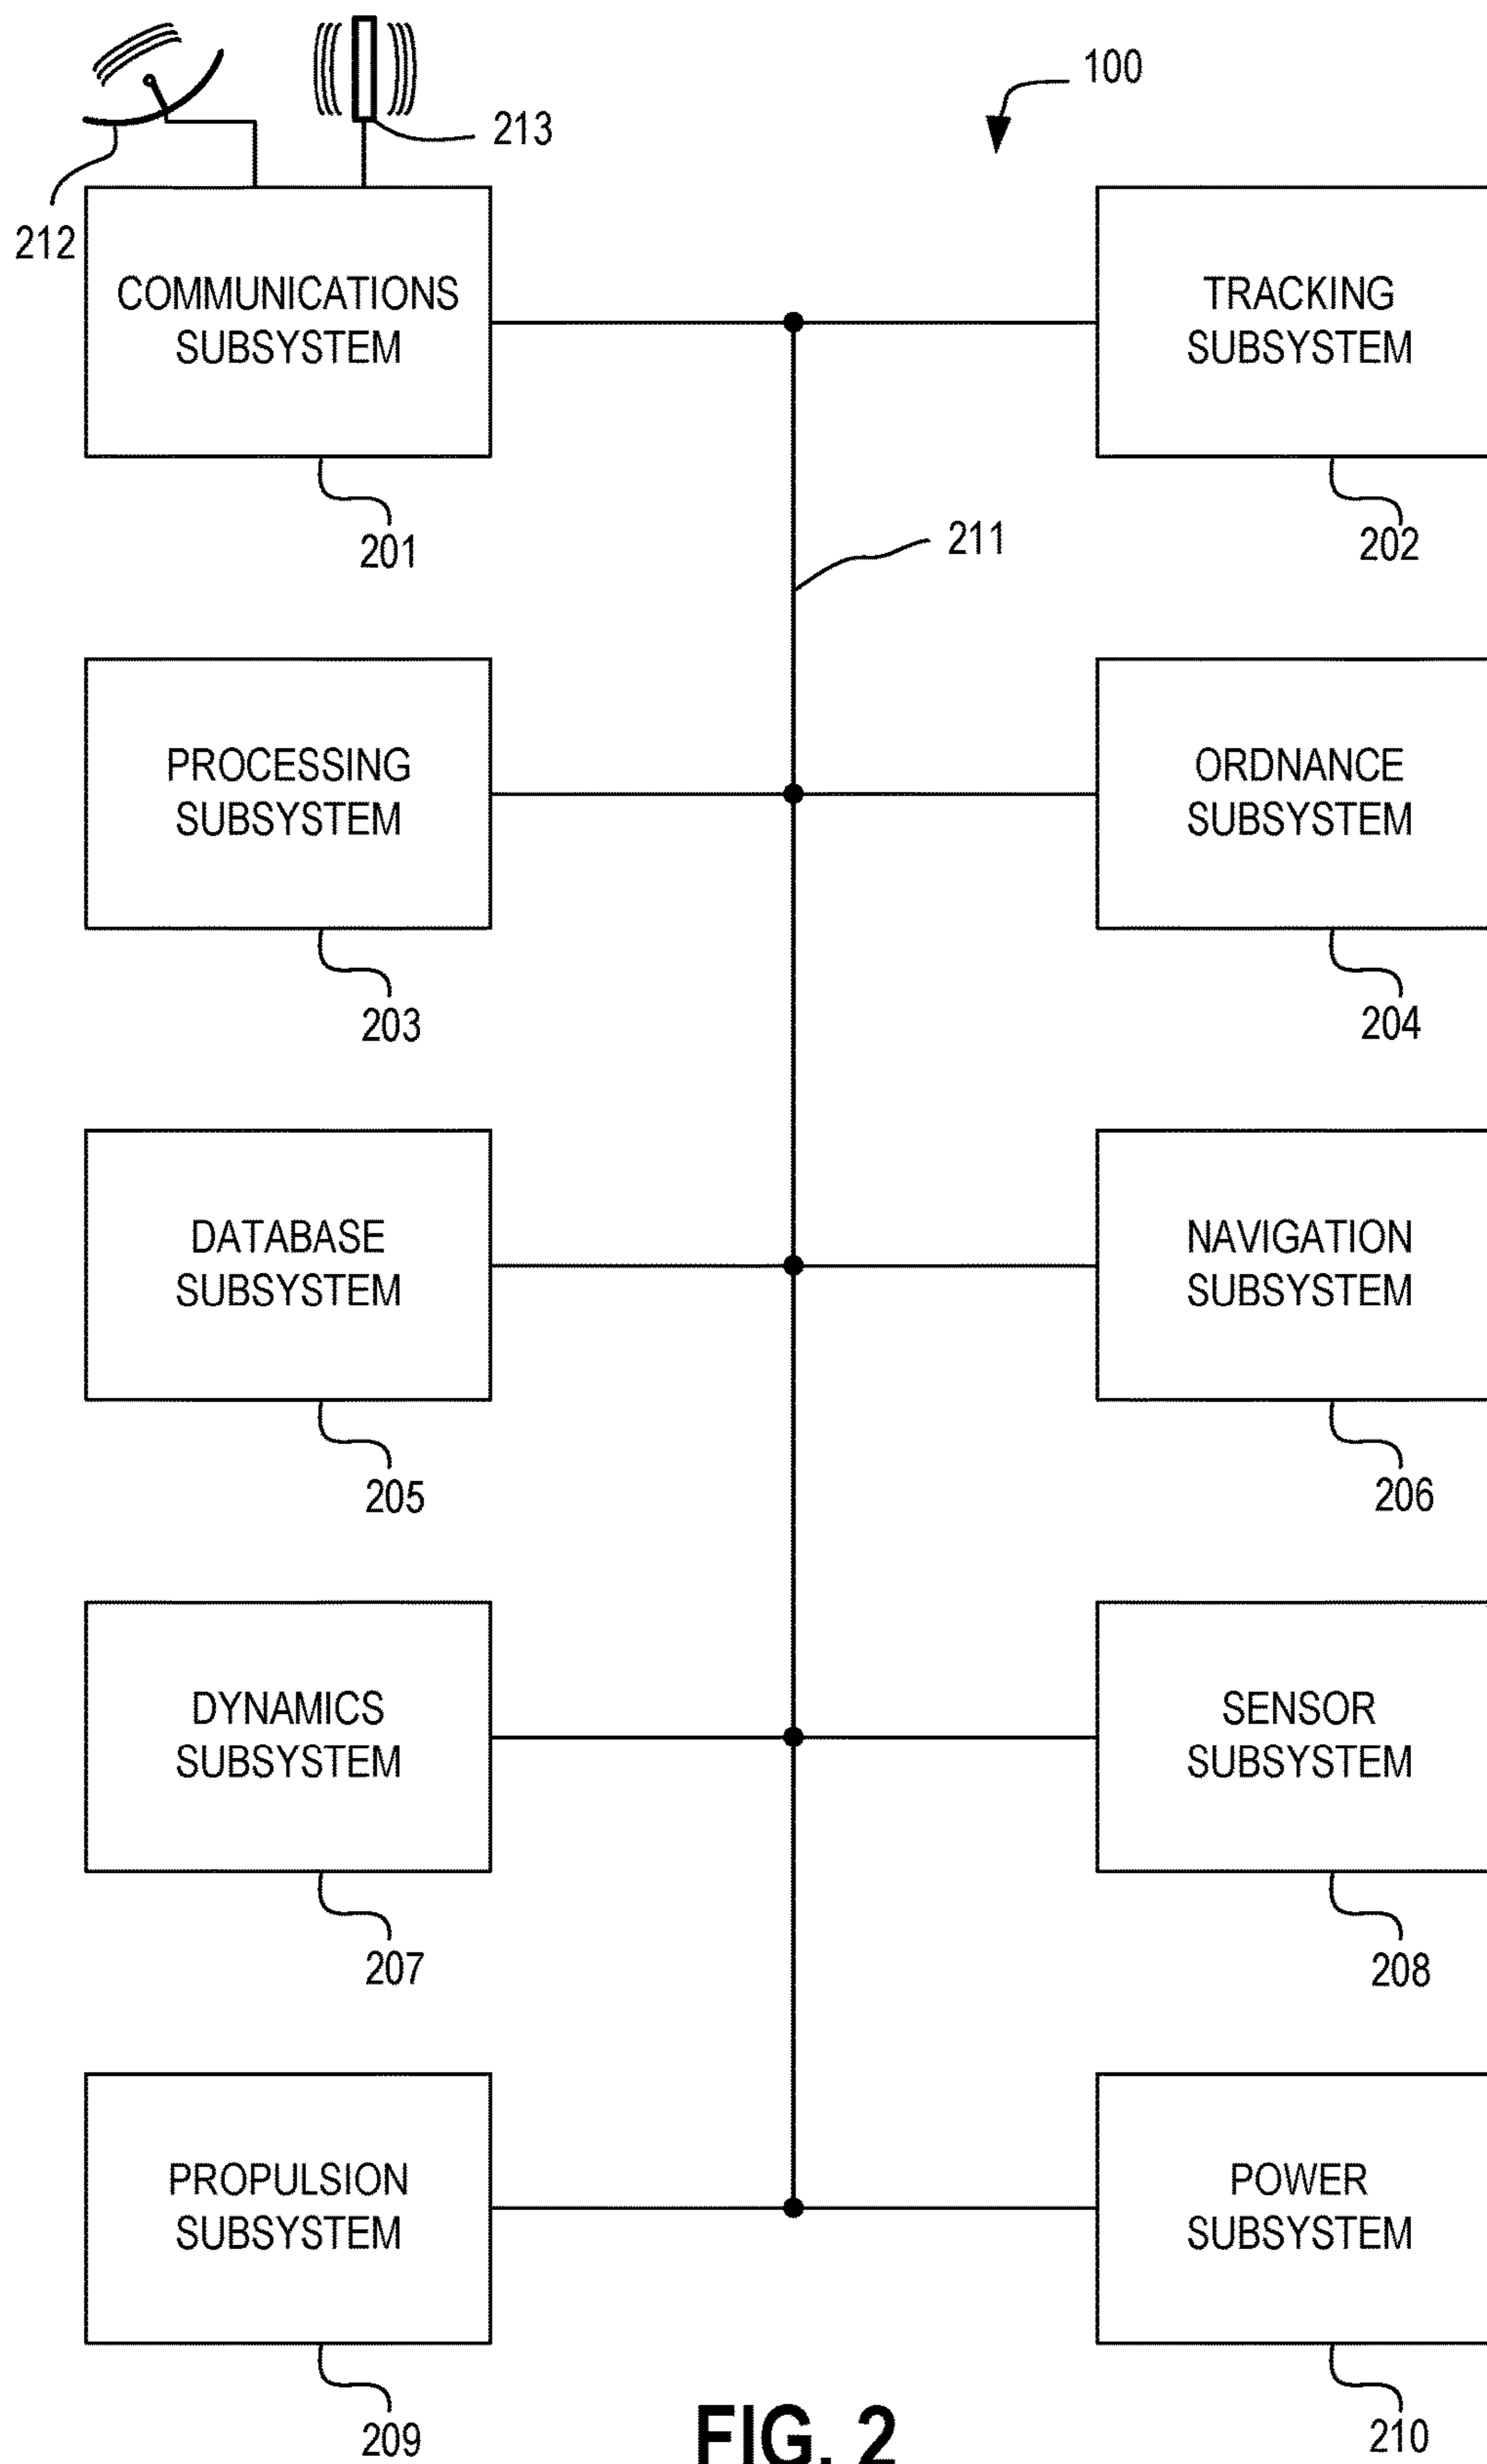 100
213
212
COMMUNICATIONS
SUBSYSTEM
201
TRACKING
SUBSYSTEM
202
211
PROCESSING
SUBSYSTEM
203
ORDNANCE
SUBSYSTEM
204
DATABASE
SUBSYSTEM
205
NAVIGATION
SUBSYSTEM
206
DYNAMICS
SUBSYSTEM
207
SENSOR
SUBSYSTEM
208
PROPULSION
SUBSYSTEM
209
POWER
SUBSYSTEM
210
FIG. 2